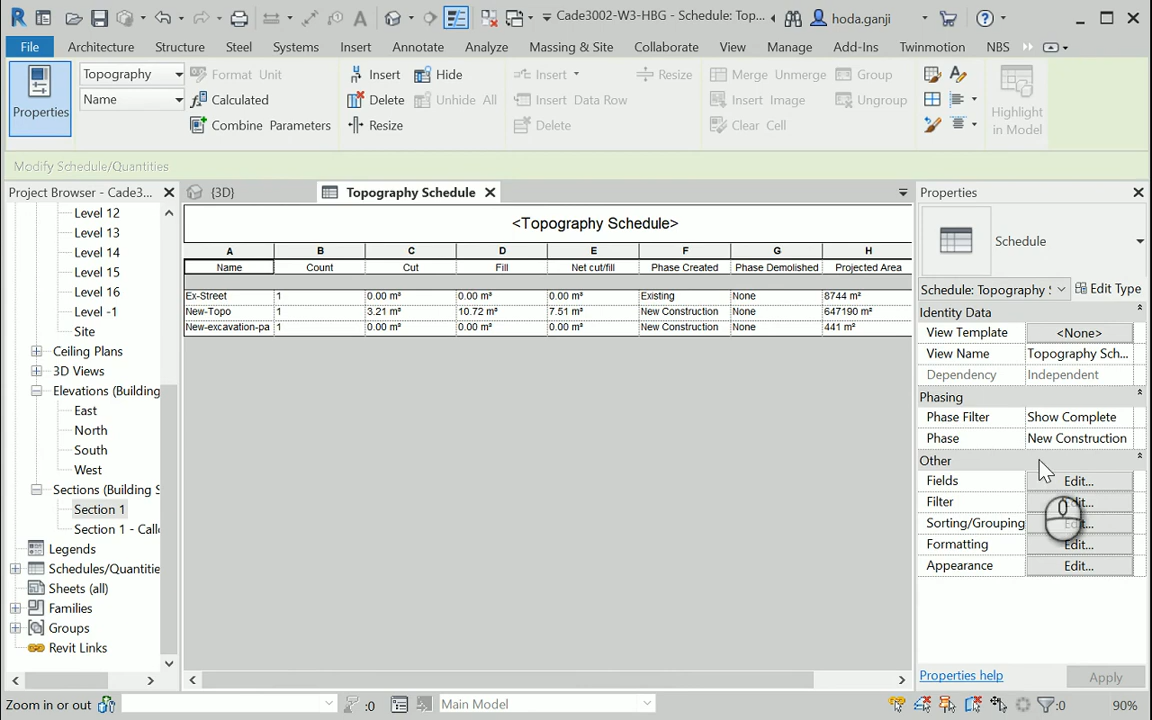 Cade3002-W3-HBG - Schedule: Top...
hoda.ganji
File Architecture Structure Steel Systems Insert Annotate Analyze Massing & Site Collaborate View Manage Add-Ins Twinmotion NBS
Properties
Topography
Name
Format Unit
Calculated
Combine Parameters
Insert
Delete
Resize
Hide
Unhide All
Insert
Insert Data Row
Delete
Resize
Merge Unmerge
Insert Image
Clear Cell
Group
Ungroup
Highlight
in Model
Modify Schedule/Quantities
Project Browser - Cade3...
Level 12
Level 13
Level 14
Level 15
Level 16
Level -1
Site
Ceiling Plans
3D Views
Elevations (Building
East
North
South
West
Sections (Building S
Section 1
Section 1 - Call
Legends
Schedules/Quantitie
Sheets (all)
Families
Groups
Revit Links
{3D}
Topography Schedule
<Topography Schedule>
A B C D E F G H
Name Count Cut Fill Net cut/fill Phase Created Phase Demolished Projected Area
Ex-Street 1 0.00 m³ 0.00 m³ 0.00 m³ Existing None 8744 m²
New-Topo 1 3.21 m³ 10.72 m³ 7.51 m³ New Construction None 647190 m²
New-excavation-pa 1 0.00 m³ 0.00 m³ 0.00 m³ New Construction None 441 m²
Properties
Schedule
Schedule: Topography S Edit Type
Identity Data
View Template <None>
View Name Topography Sch...
Dependency Independent
Phasing
Phase Filter Show Complete
Phase New Construction
Other
Fields Edit...
Filter Edit...
Sorting/Grouping
Formatting Edit...
Appearance Edit...
Properties help
Apply
Zoom in or out
:0
Main Model
:0
90%